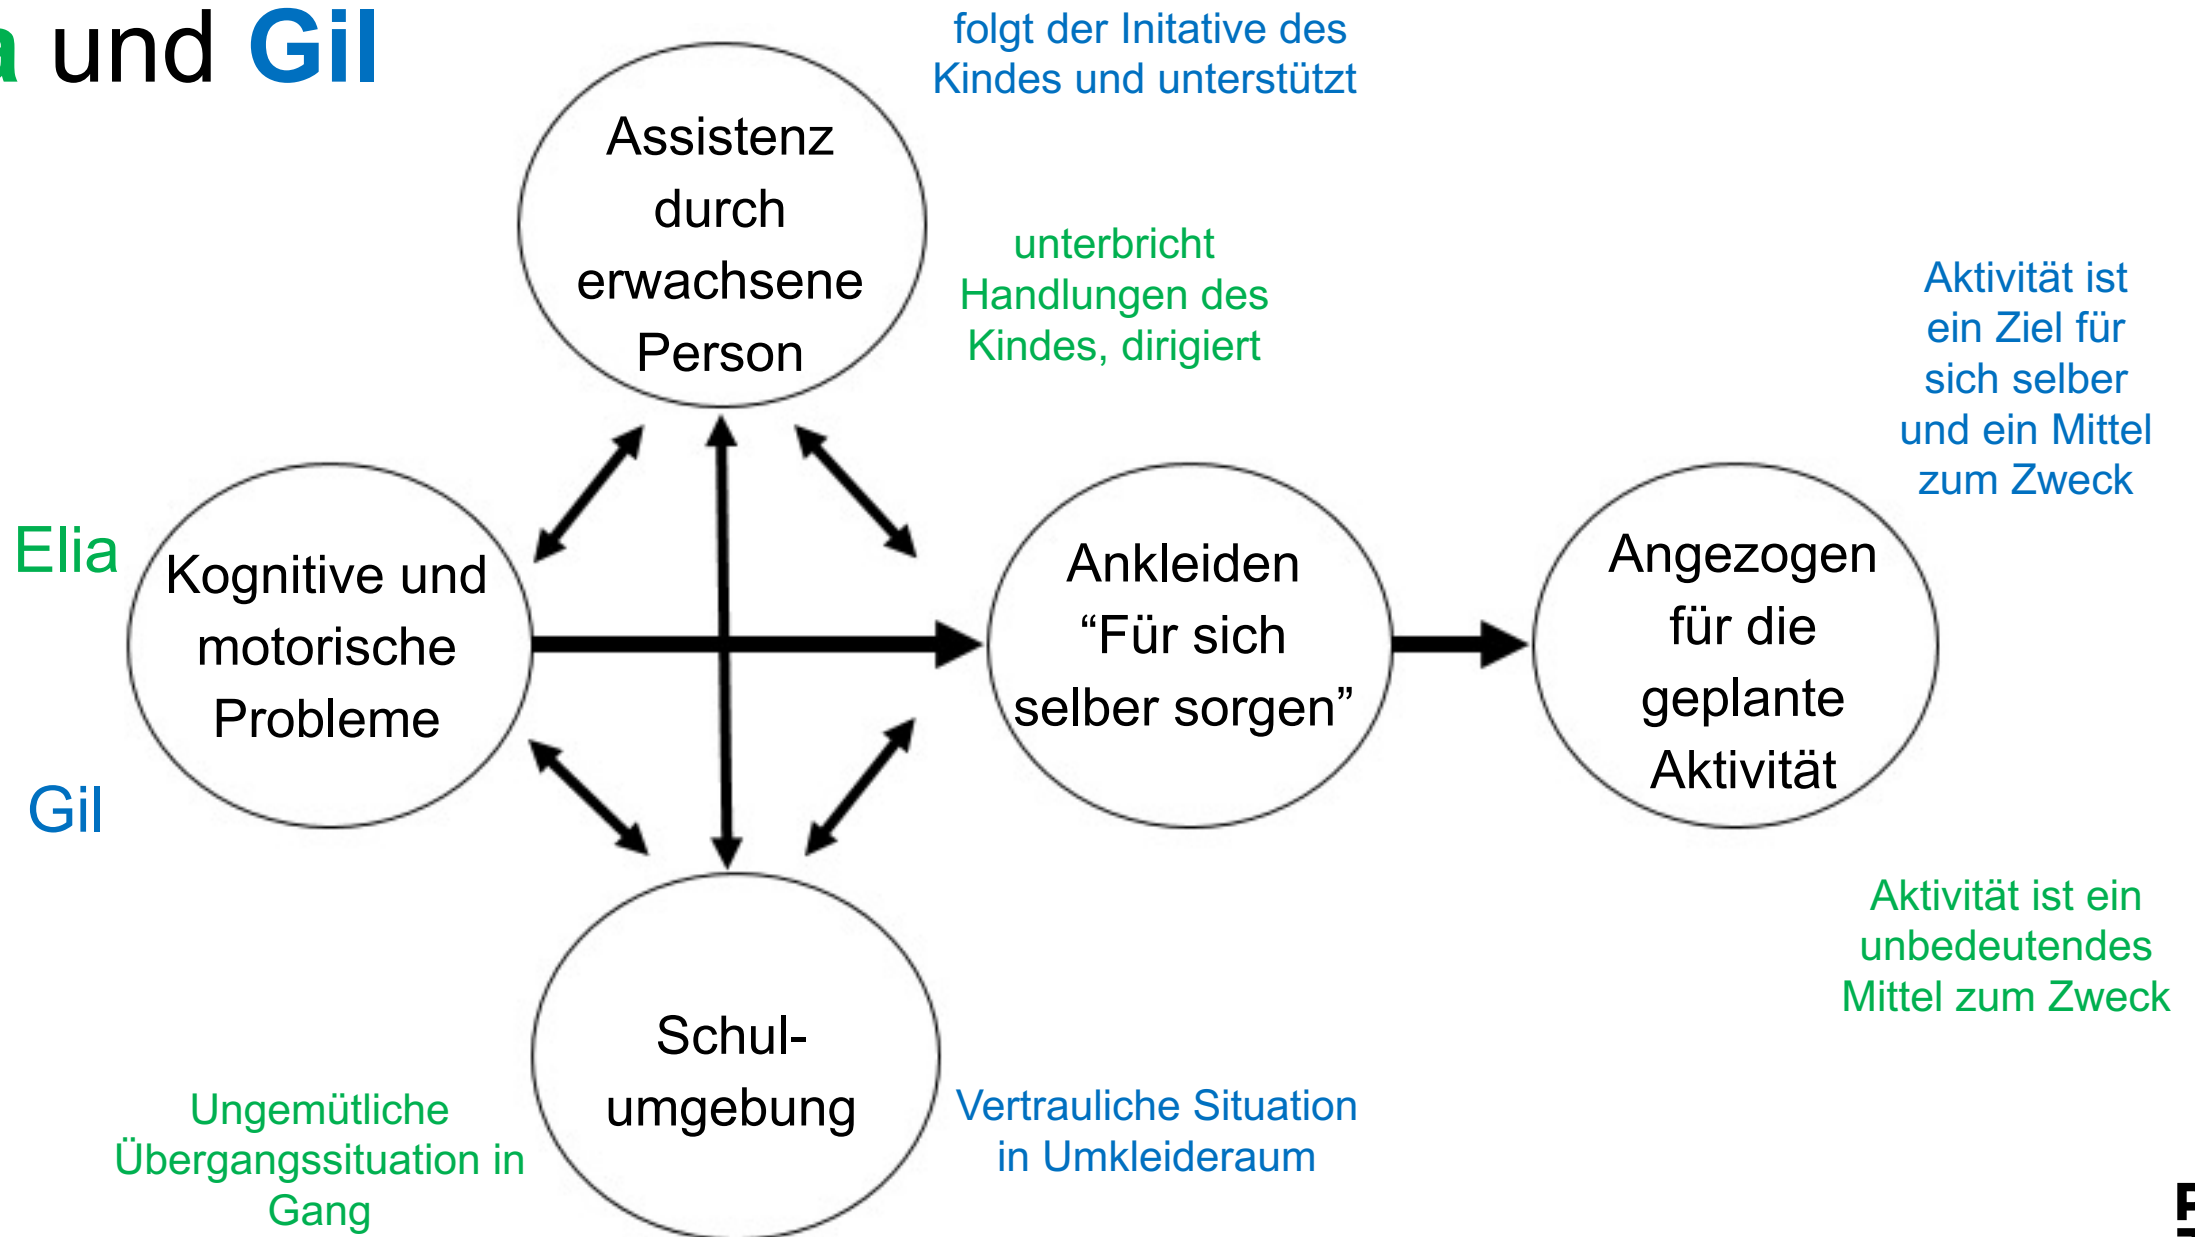 a und Gil
folgt der Initative des
Kindes und unterstützt
Assistenz
durch
erwachsene
Person
unterbricht
Handlungen des
Kindes, dirigiert
Aktivität ist
ein Ziel für
sich selber
und ein Mittel
zum Zweck
Elia
Gil
Kognitive und
motorische
Probleme
Ankleiden
“Für sich
selber sorgen”
Angezogen
für die
geplante
Aktivität
Aktivität ist ein
unbedeutendes
Mittel zum Zweck
Schul-
umgebung
Ungemütliche
Übergangssituation in
Gang
Vertrauliche Situation
in Umkleideraum